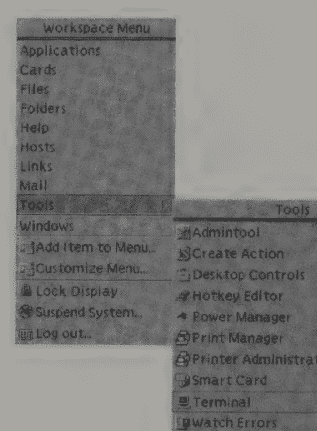 Workspace Menu
Applications
Cards
Files
Folders
Help
Hosts
Links
Mail
Tools
Windows
Add Item to Menu...
Customize Menu...
Lock Display
Suspend System...
Log out...
Tools
Admintool
Create Action
Desktop Controls
Hotkey Editor
Power Manager
Print Manager
Printer Administrat
Smart Card
Terminal
Watch Errors